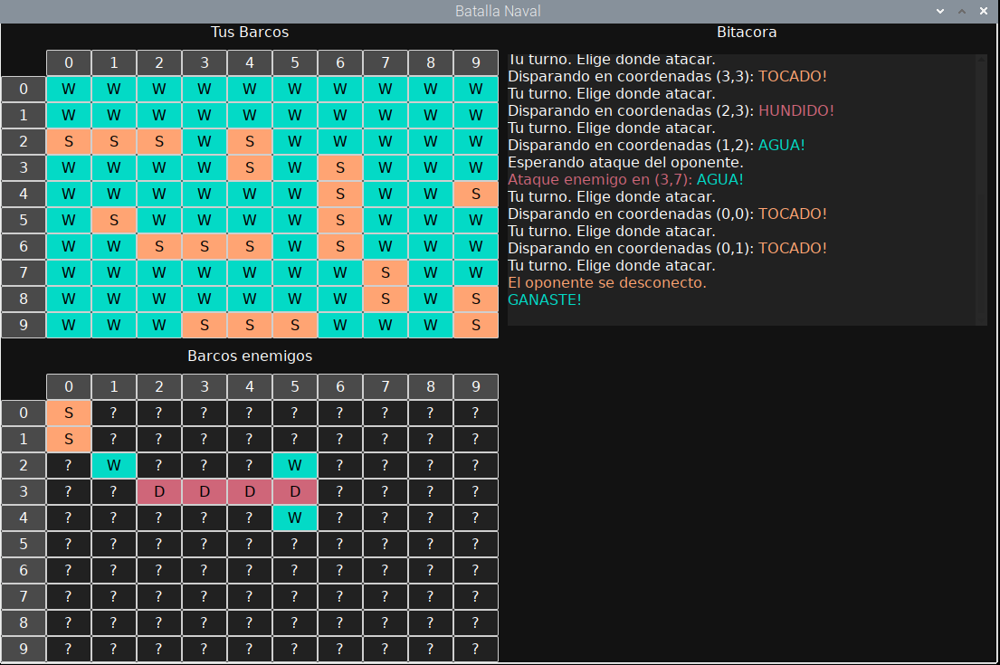 Batalla Naval
Tus Barcos
0 1 2 3 4 5 6 7 8 9
0 W W W W W W W W W W
1 W W W W W W W W W W
2 S S S W S W W W W W
3 W W W W S W S W W W
4 W W W W W W S W W S
5 W S W W W W S W W W
6 W W S S S W S W W W
7 W W W W W W W S W W
8 W W W W W W W S W S
9 W W W S S S W W W S
Bitacora
Tu turno. Elige donde atacar.
Disparando en coordenadas (3,3): TOCADO!
Tu turno. Elige donde atacar.
Disparando en coordenadas (2,3): HUNDIDO!
Tu turno. Elige donde atacar.
Disparando en coordenadas (1,2): AGUA!
Esperando ataque del oponente.
Ataque enemigo en (3,7): AGUA!
Tu turno. Elige donde atacar.
Disparando en coordenadas (0,0): TOCADO!
Tu turno. Elige donde atacar.
Disparando en coordenadas (0,1): TOCADO!
Tu turno. Elige donde atacar.
El oponente se desconecto.
GANASTE!
Barcos enemigos
0 1 2 3 4 5 6 7 8 9
0 S ? ? ? ? ? ? ? ? ?
1 S ? ? ? ? ? ? ? ? ?
2 ? W ? ? ? W ? ? ? ?
3 ? ? D D D D ? ? ? ?
4 ? ? ? ? ? W ? ? ? ?
5 ? ? ? ? ? ? ? ? ? ?
6 ? ? ? ? ? ? ? ? ? ?
7 ? ? ? ? ? ? ? ? ? ?
8 ? ? ? ? ? ? ? ? ? ?
9 ? ? ? ? ? ? ? ? ? ?